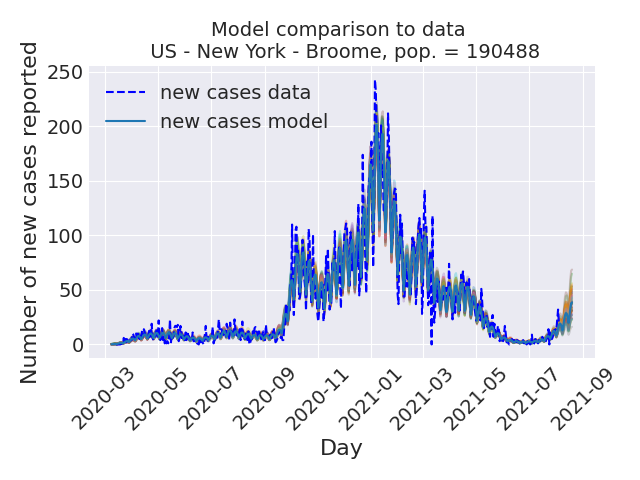 Model comparison to data
US - New York - Broome, pop. = 190488
Number of new cases reported
250
200
150
100
50
0
new cases data
new cases model
2020-03
2020-05
2020-07
2020-09
2020-11
2021-01
2021-03
2021-05
2021-07
2021-09
Day